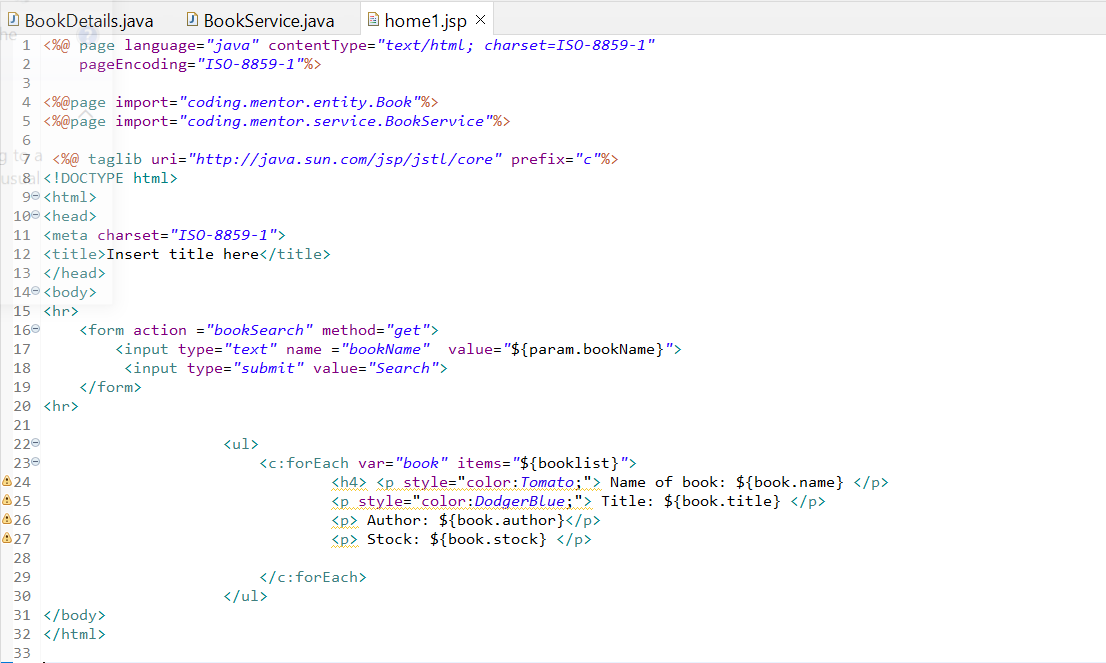 BookDetails.java BookService.java home1.jsp
1 <%@ page language="java" contentType="text/html; charset=ISO-8859-1"
2 pageEncoding="ISO-8859-1"%>
3
4 <%@page import="coding.mentor.entity.Book"%>
5 <%@page import="coding.mentor.service.BookService"%>
6
7 <%@ taglib uri="http://java.sun.com/jsp/jstl/core" prefix="c"%>
8 <!DOCTYPE html>
9 <html>
10 <head>
11 <meta charset="ISO-8859-1">
12 <title>Insert title here</title>
13 </head>
14 <body>
15 <hr>
16 <form action ="bookSearch" method="get">
17 <input type="text" name ="bookName"  value="${param.bookName}">
18 <input type="submit" value="Search">
19 </form>
20 <hr>
21
22 <ul>
23 <c:forEach var="book" items="${booklist}">
24 <h4> <p style="color:Tomato;"> Name of book: ${book.name} </p>
25 <p style="color:DodgerBlue;"> Title: ${book.title} </p>
26 <p> Author: ${book.author}</p>
27 <p> Stock: ${book.stock} </p>
28
29 </c:forEach>
30 </ul>
31 </body>
32 </html>
33